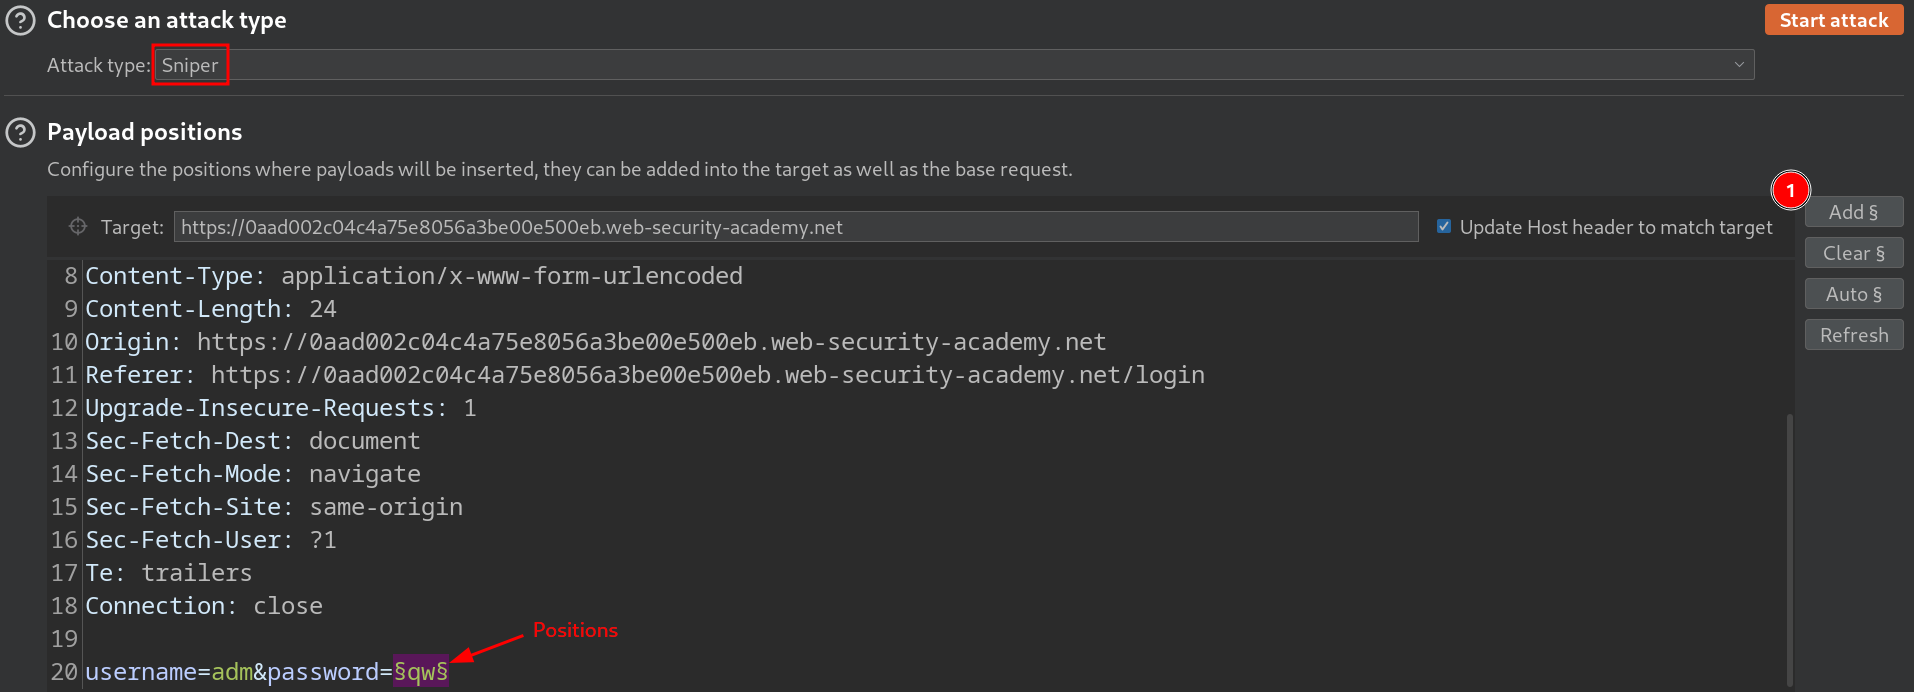 Choose an attack type
Start attack
Attack type: Sniper
Payload positions
Configure the positions where payloads will be inserted, they can be added into the target as well as the base request.
1
Target: https://0aad002c04c4a75e8056a3be00e500eb.web-security-academy.net Update Host header to match target
Add §
Clear §
Auto §
Refresh
8 Content-Type: application/x-www-form-urlencoded
9 Content-Length: 24
10 Origin: https://0aad002c04c4a75e8056a3be00e500eb.web-security-academy.net
11 Referer: https://0aad002c04c4a75e8056a3be00e500eb.web-security-academy.net/login
12 Upgrade-Insecure-Requests: 1
13 Sec-Fetch-Dest: document
14 Sec-Fetch-Mode: navigate
15 Sec-Fetch-Site: same-origin
16 Sec-Fetch-User: ?1
17 Te: trailers
18 Connection: close
19
Positions
20 username=adm&password=§qw§